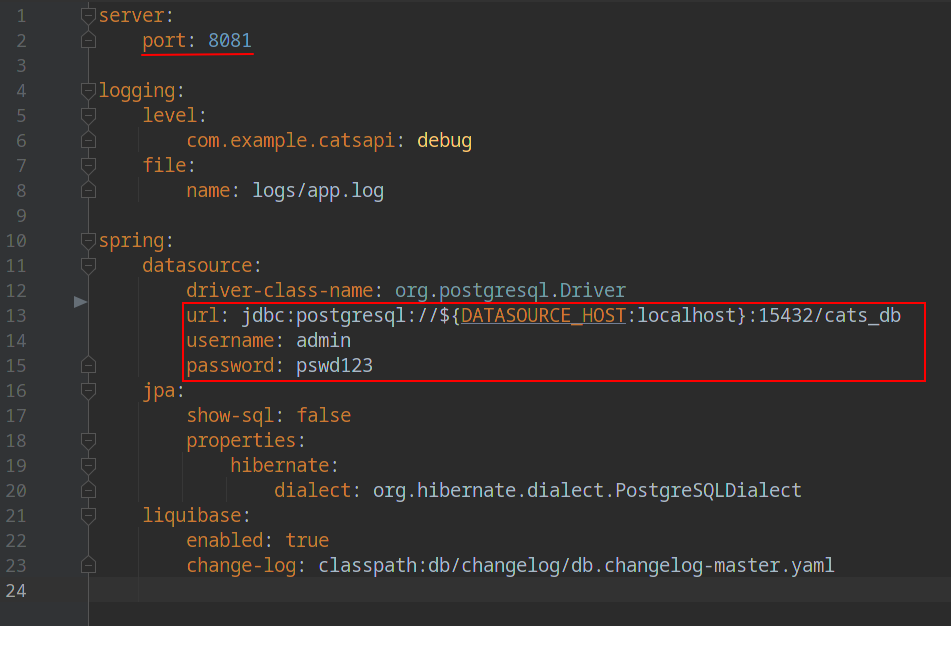 1 server:
2 port: 8081
3
4 logging:
5 level:
6 com.example.catsapi: debug
7 file:
8 name: logs/app.log
9
10 spring:
11 datasource:
12 driver-class-name: org.postgresql.Driver
13 url: jdbc:postgresql://${DATASOURCE_HOST:localhost}:15432/cats_db
14 username: admin
15 password: pswd123
16 jpa:
17 show-sql: false
18 properties:
19 hibernate:
20 dialect: org.hibernate.dialect.PostgreSQLDialect
21 liquibase:
22 enabled: true
23 change-log: classpath:db/changelog/db.changelog-master.yaml
24